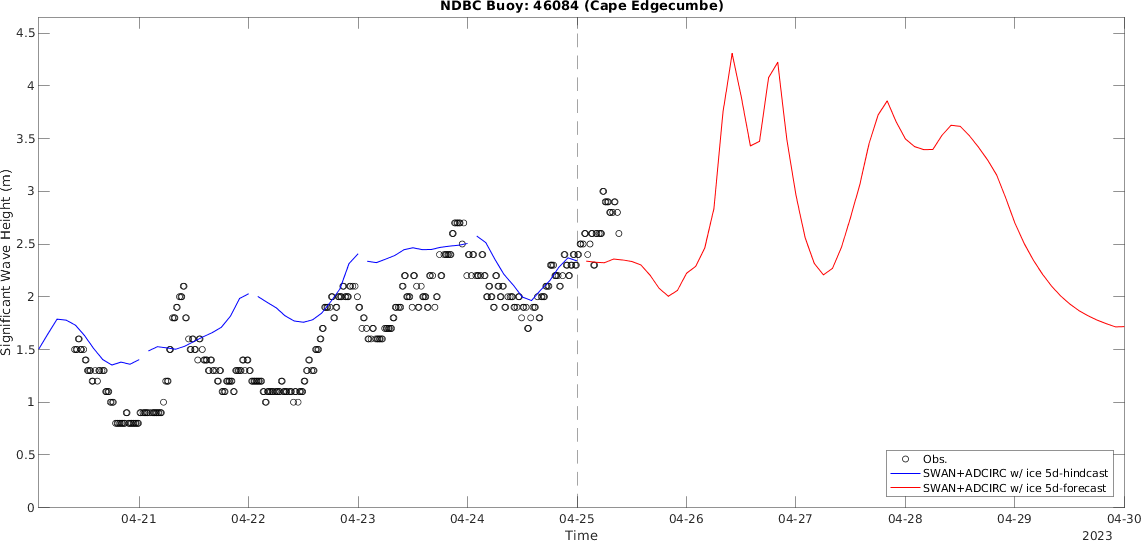 NDBC Buoy: 46084 (Cape Edgecumbe)
4.5
4
3.5
3
2.5
2
1.5
1
0.5
0
Significant Wave Height (m)
Obs.
SWAN+ADCIRC w/ ice 5d-hindcast
SWAN+ADCIRC w/ ice 5d-forecast
04-21 04-22 04-23 04-24 04-25 04-26 04-27 04-28 04-29 04-30
Time
2023